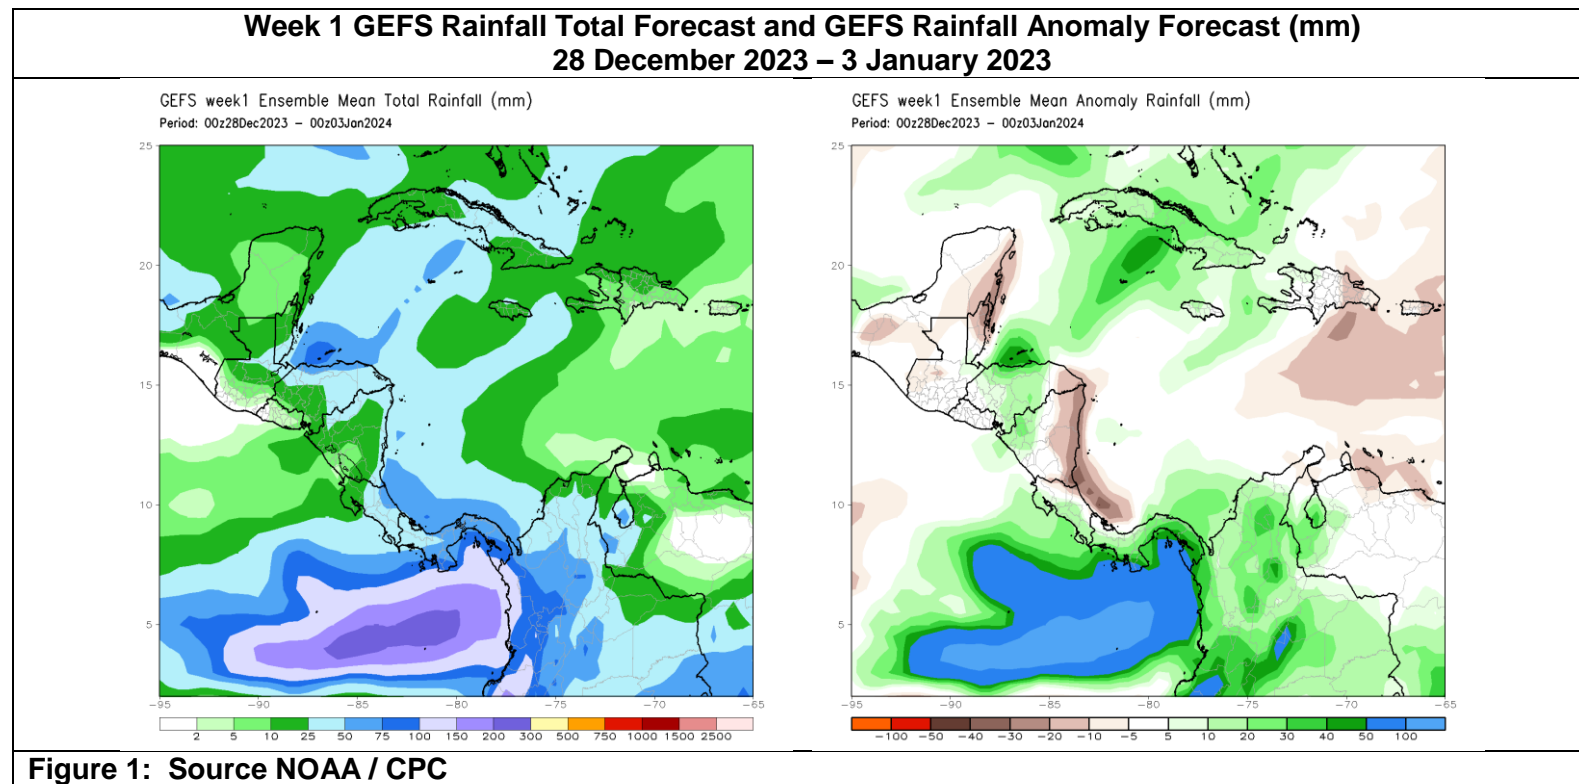 Week 1 GEFS Rainfall Total Forecast and GEFS Rainfall Anomaly Forecast (mm)
28 December 2023 – 3 January 2023
GEFS week1 Ensemble Mean Total Rainfall (mm)
Period: 00z28Dec2023 – 00z03Jan2024
25
20
15
10
5
−95 −90 −85 −80 −75 −70 −65
2 5 10 25 50 75 100 150 200 300 500 750 1000 1500 2500
GEFS week1 Ensemble Mean Anomaly Rainfall (mm)
Period: 00z28Dec2023 – 00z03Jan2024
25
20
15
10
5
−95 −90 −85 −80 −75 −70 −65
−100 −50 −40 −30 −20 −10 −5 5 10 20 30 40 50 100
Figure 1: Source NOAA / CPC